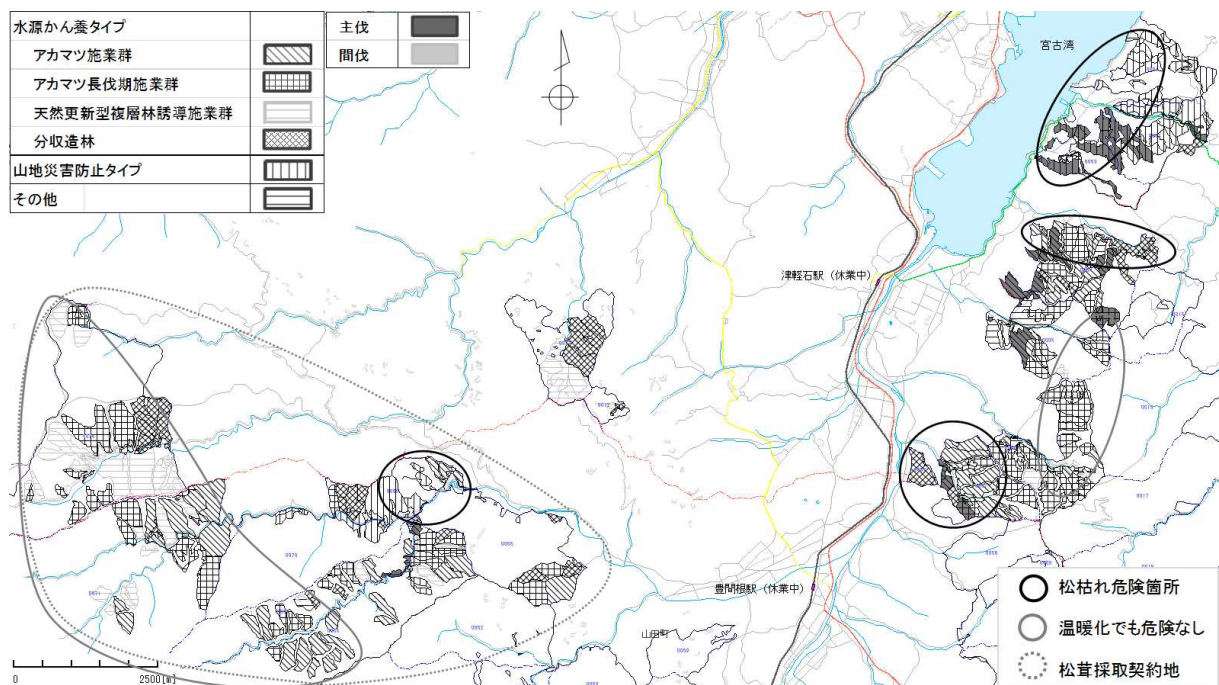 水源かん養タイプ
アカマツ施業群
アカマツ長伐期施業群
天然更新型複層林誘導施業群
分収造林
山地災害防止タイプ
その他
主伐
間伐
宮古湾
津軽石駅（休業中）
豊間根駅（休業中）
山田町
松枯れ危険箇所
温暖化でも危険なし
松茸採取契約地
0 2500[m]